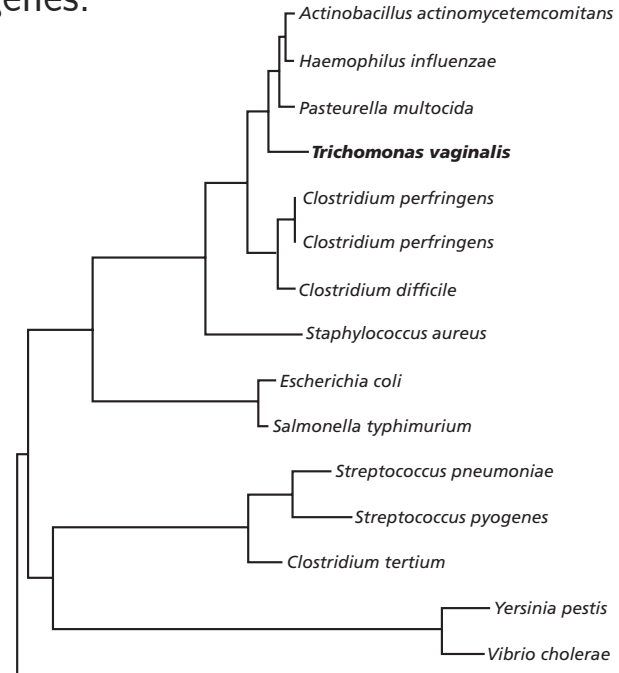 genes.
Actinobacillus actinomycetemcomitans
Haemophilus influenzae
Pasteurella multocida
Trichomonas vaginalis
Clostridium perfringens
Clostridium perfringens
Clostridium difficile
Staphylococcus aureus
Escherichia coli
Salmonella typhimurium
Streptococcus pneumoniae
Streptococcus pyogenes
Clostridium tertium
Yersinia pestis
Vibrio cholerae